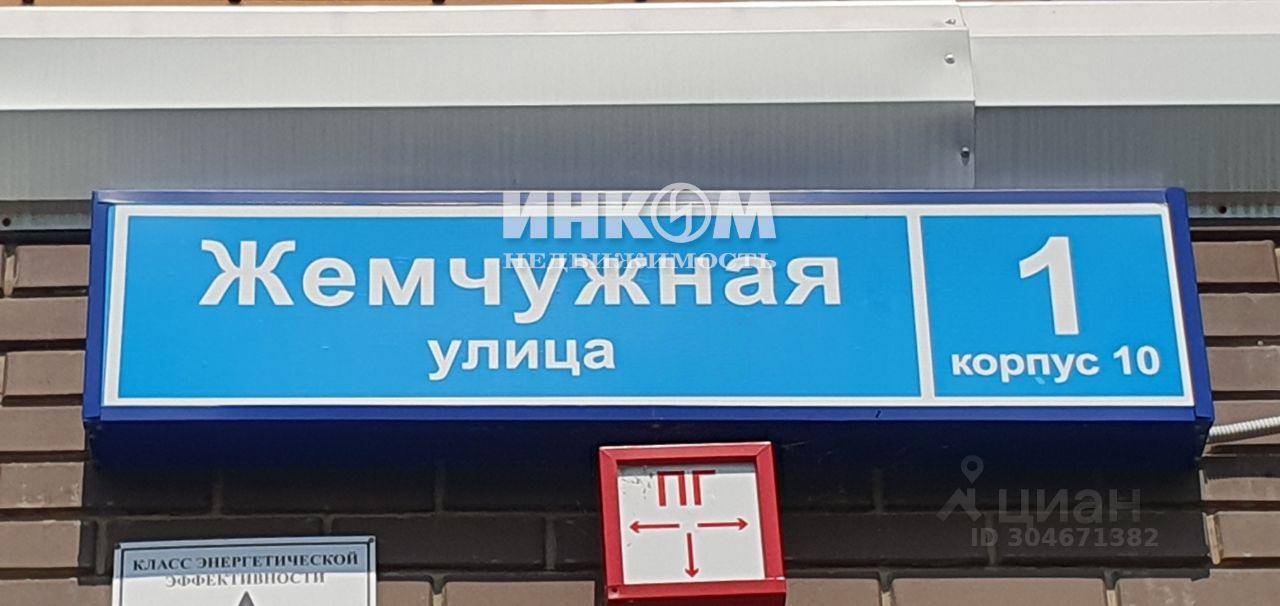 ИНКОМ
НЕДВИЖИМОСТЬ
Жемчужная
улица
1
корпус 10
ПГ
циан
ID 304671382
КЛАСС ЭНЕРГЕТИЧЕСКОЙ
ЭФФЕКТИВНОСТИ